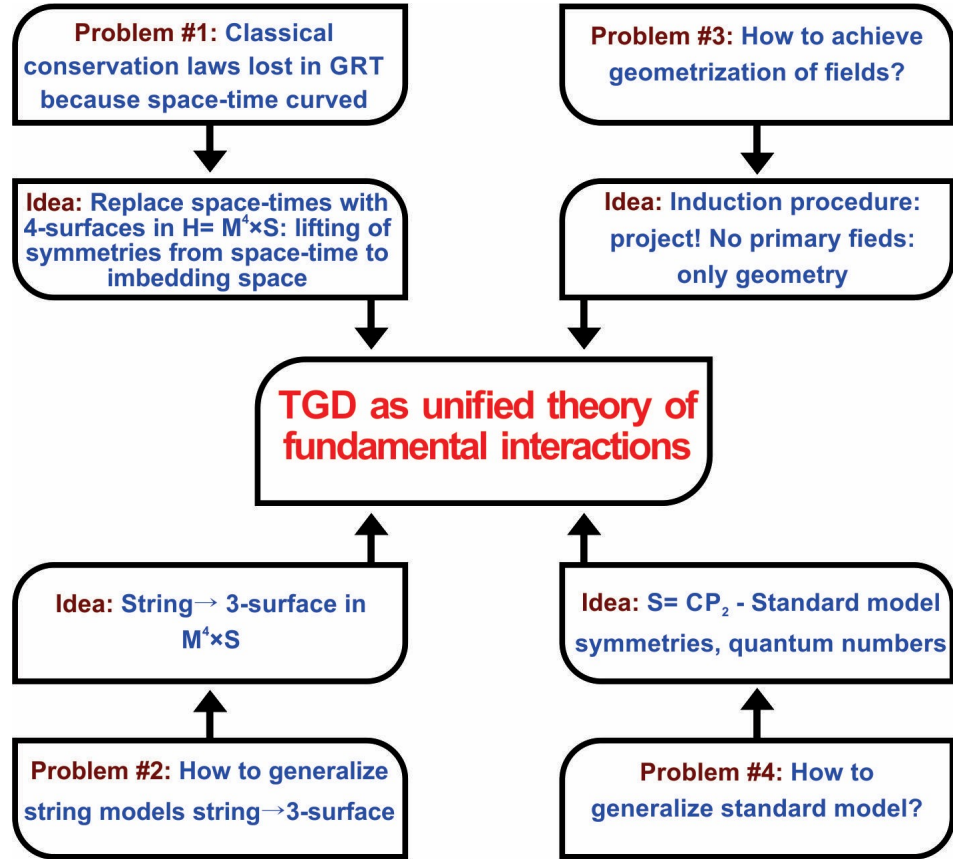 Problem #1: Classical
conservation laws lost in GRT
because space-time curved
Idea: Replace space-times with
4-surfaces in H= M⁴×S: lifting of
symmetries from space-time to
imbedding space
Problem #3: How to achieve
geometrization of fields?
Idea: Induction procedure:
project! No primary fieds:
only geometry
TGD as unified theory of
fundamental interactions
Idea: String→ 3-surface in
M⁴×S
Problem #2: How to generalize
string models string→3-surface
Idea: S= CP₂ - Standard model
symmetries, quantum numbers
Problem #4: How to
generalize standard model?